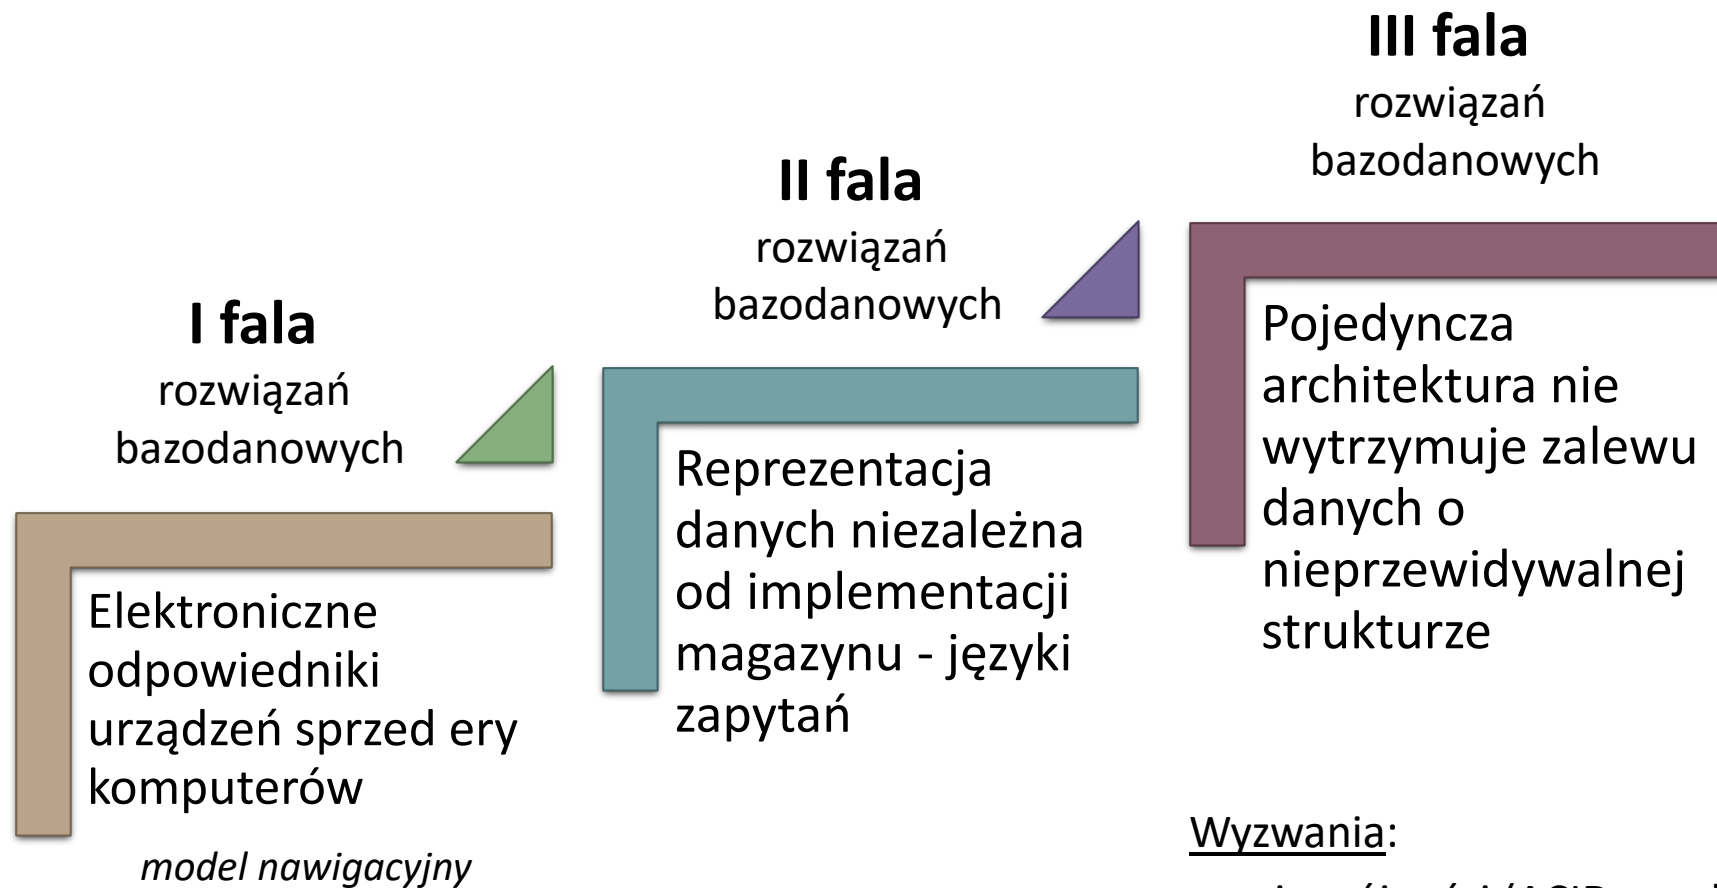 I fala
rozwiązań
bazodanowych
Elektroniczne
odpowiedniki
urządzeń sprzed ery
komputerów
model nawigacyjny
II fala
rozwiązań
bazodanowych
Reprezentacja
danych niezależna
od implementacji
magazynu - języki
zapytań
III fala
rozwiązań
bazodanowych
Pojedyncza
architektura nie
wytrzymuje zalewu
danych o
nieprzewidywalnej
strukturze
Wyzwania: